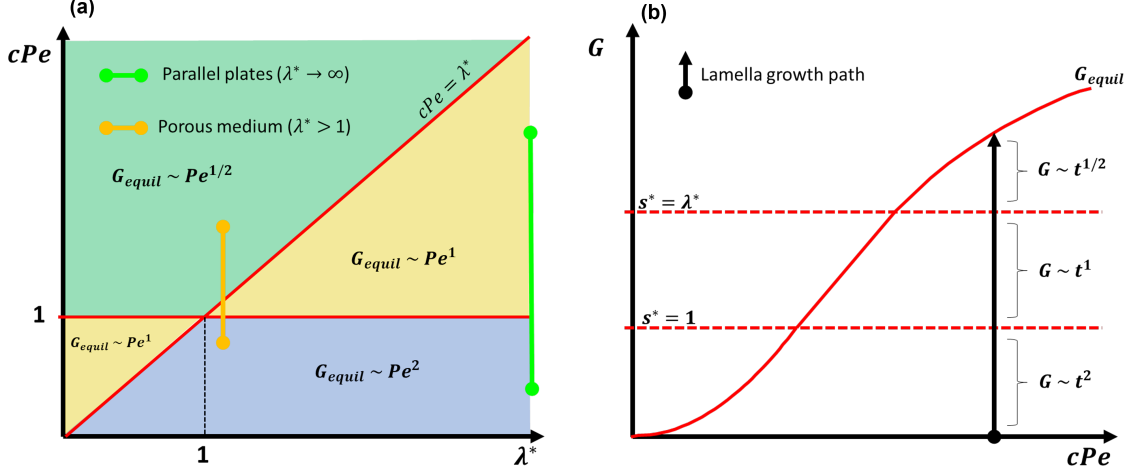 (a)
cPe
Parallel plates (λ* → ∞)
Porous medium (λ* > 1)
cPe = λ*
G_equil ~ Pe^{1/2}
G_equil ~ Pe^1
1
G_equil ~ Pe^1
G_equil ~ Pe^2
1
λ*
(b)
G
Lamella growth path
G_equil
G ~ t^{1/2}
s* = λ*
G ~ t^1
s* = 1
G ~ t^2
cPe